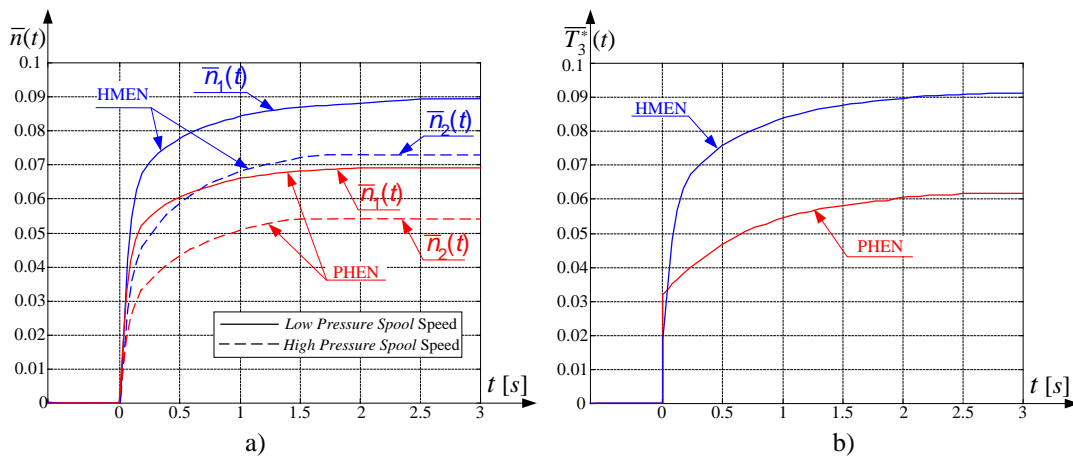 n̅(t)
0.1
0.09
0.08
0.07
0.06
0.05
0.04
0.03
0.02
0.01
0
HMEN
n̅₁(t)
n̅₂(t)
n̅₁(t)
n̅₂(t)
PHEN
Low Pressure Spool Speed
High Pressure Spool Speed
t [s]
0 0.5 1 1.5 2 2.5 3
a)
T̅₃*(t)
0.1
0.09
0.08
0.07
0.06
0.05
0.04
0.03
0.02
0.01
0
HMEN
PHEN
t [s]
0 0.5 1 1.5 2 2.5 3
b)